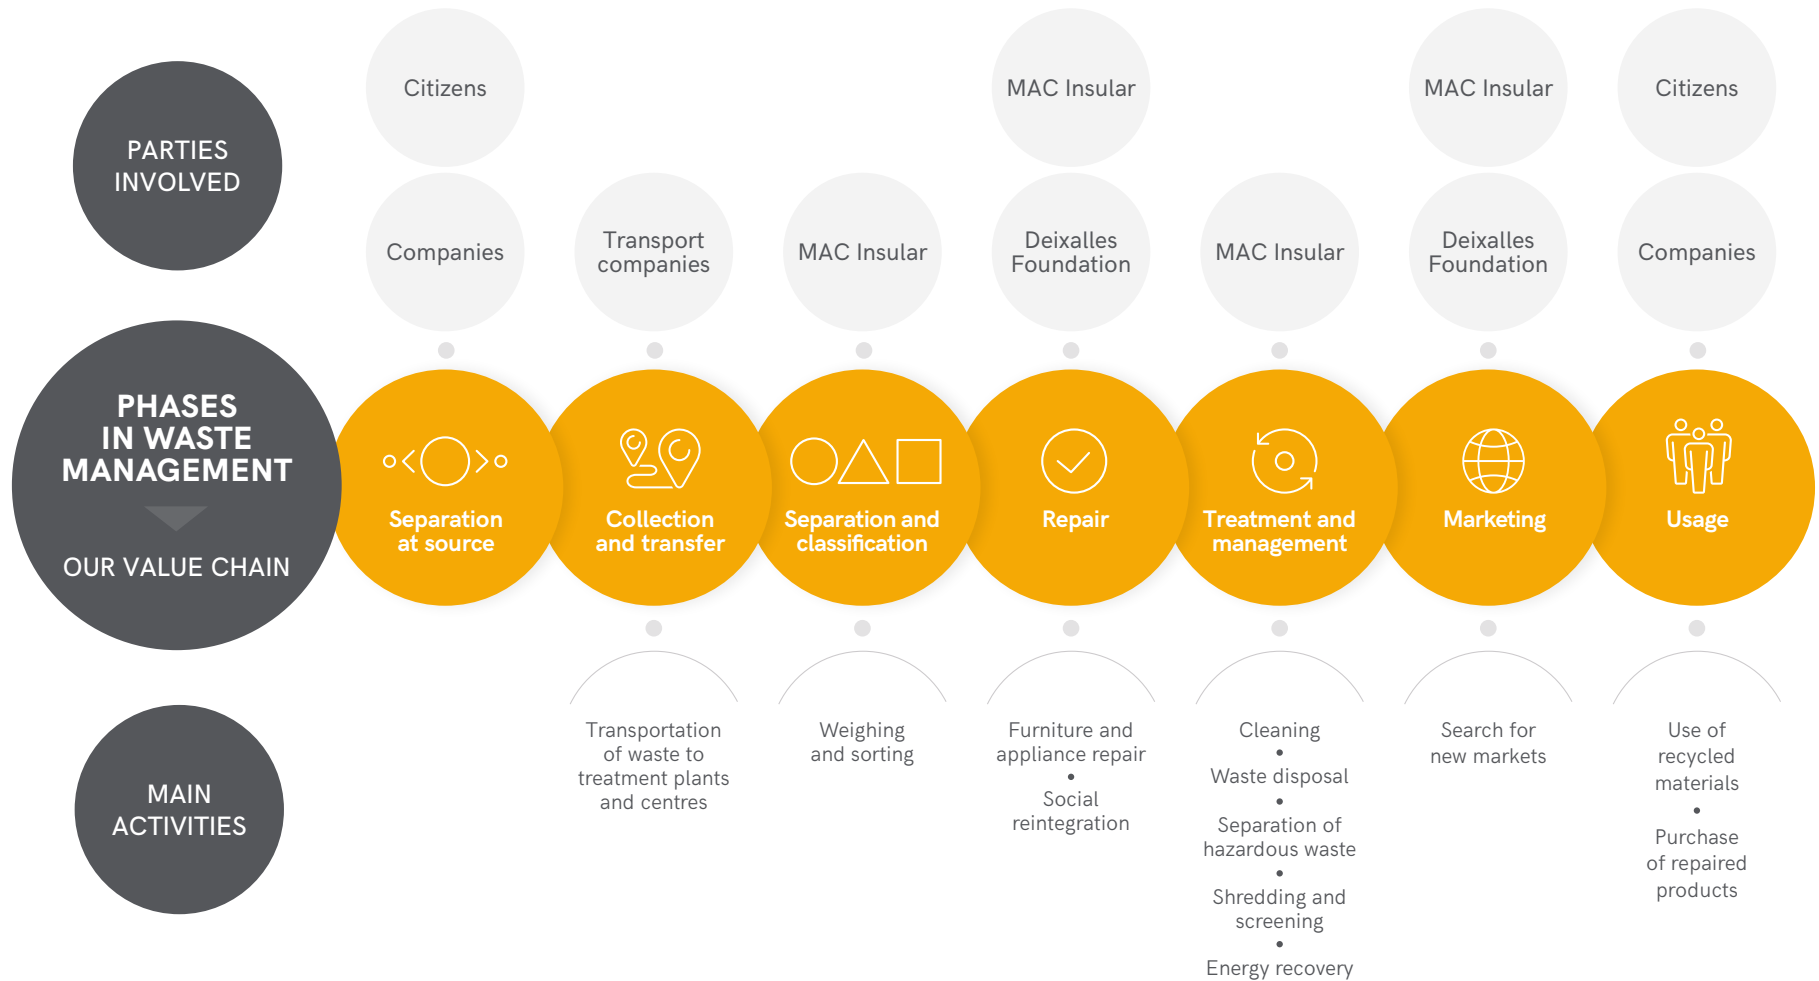 PARTIES
INVOLVED
Citizens
Companies
Transport
companies
MAC Insular
MAC Insular
Deixalles
Foundation
MAC Insular
MAC Insular
Deixalles
Foundation
Citizens
Companies
PHASES
IN WASTE
MANAGEMENT
OUR VALUE CHAIN
Separation
at source
Collection
and transfer
Separation and
classification
Repair
Treatment and
management
Marketing
Usage
MAIN
ACTIVITIES
Transportation
of waste to
treatment plants
and centres
Weighing
and sorting
Furniture and
appliance repair
•
Social
reintegration
Cleaning
•
Waste disposal
•
Separation of
hazardous waste
•
Shredding and
screening
•
Energy recovery
Search for
new markets
Use of
recycled
materials
•
Purchase
of repaired
products